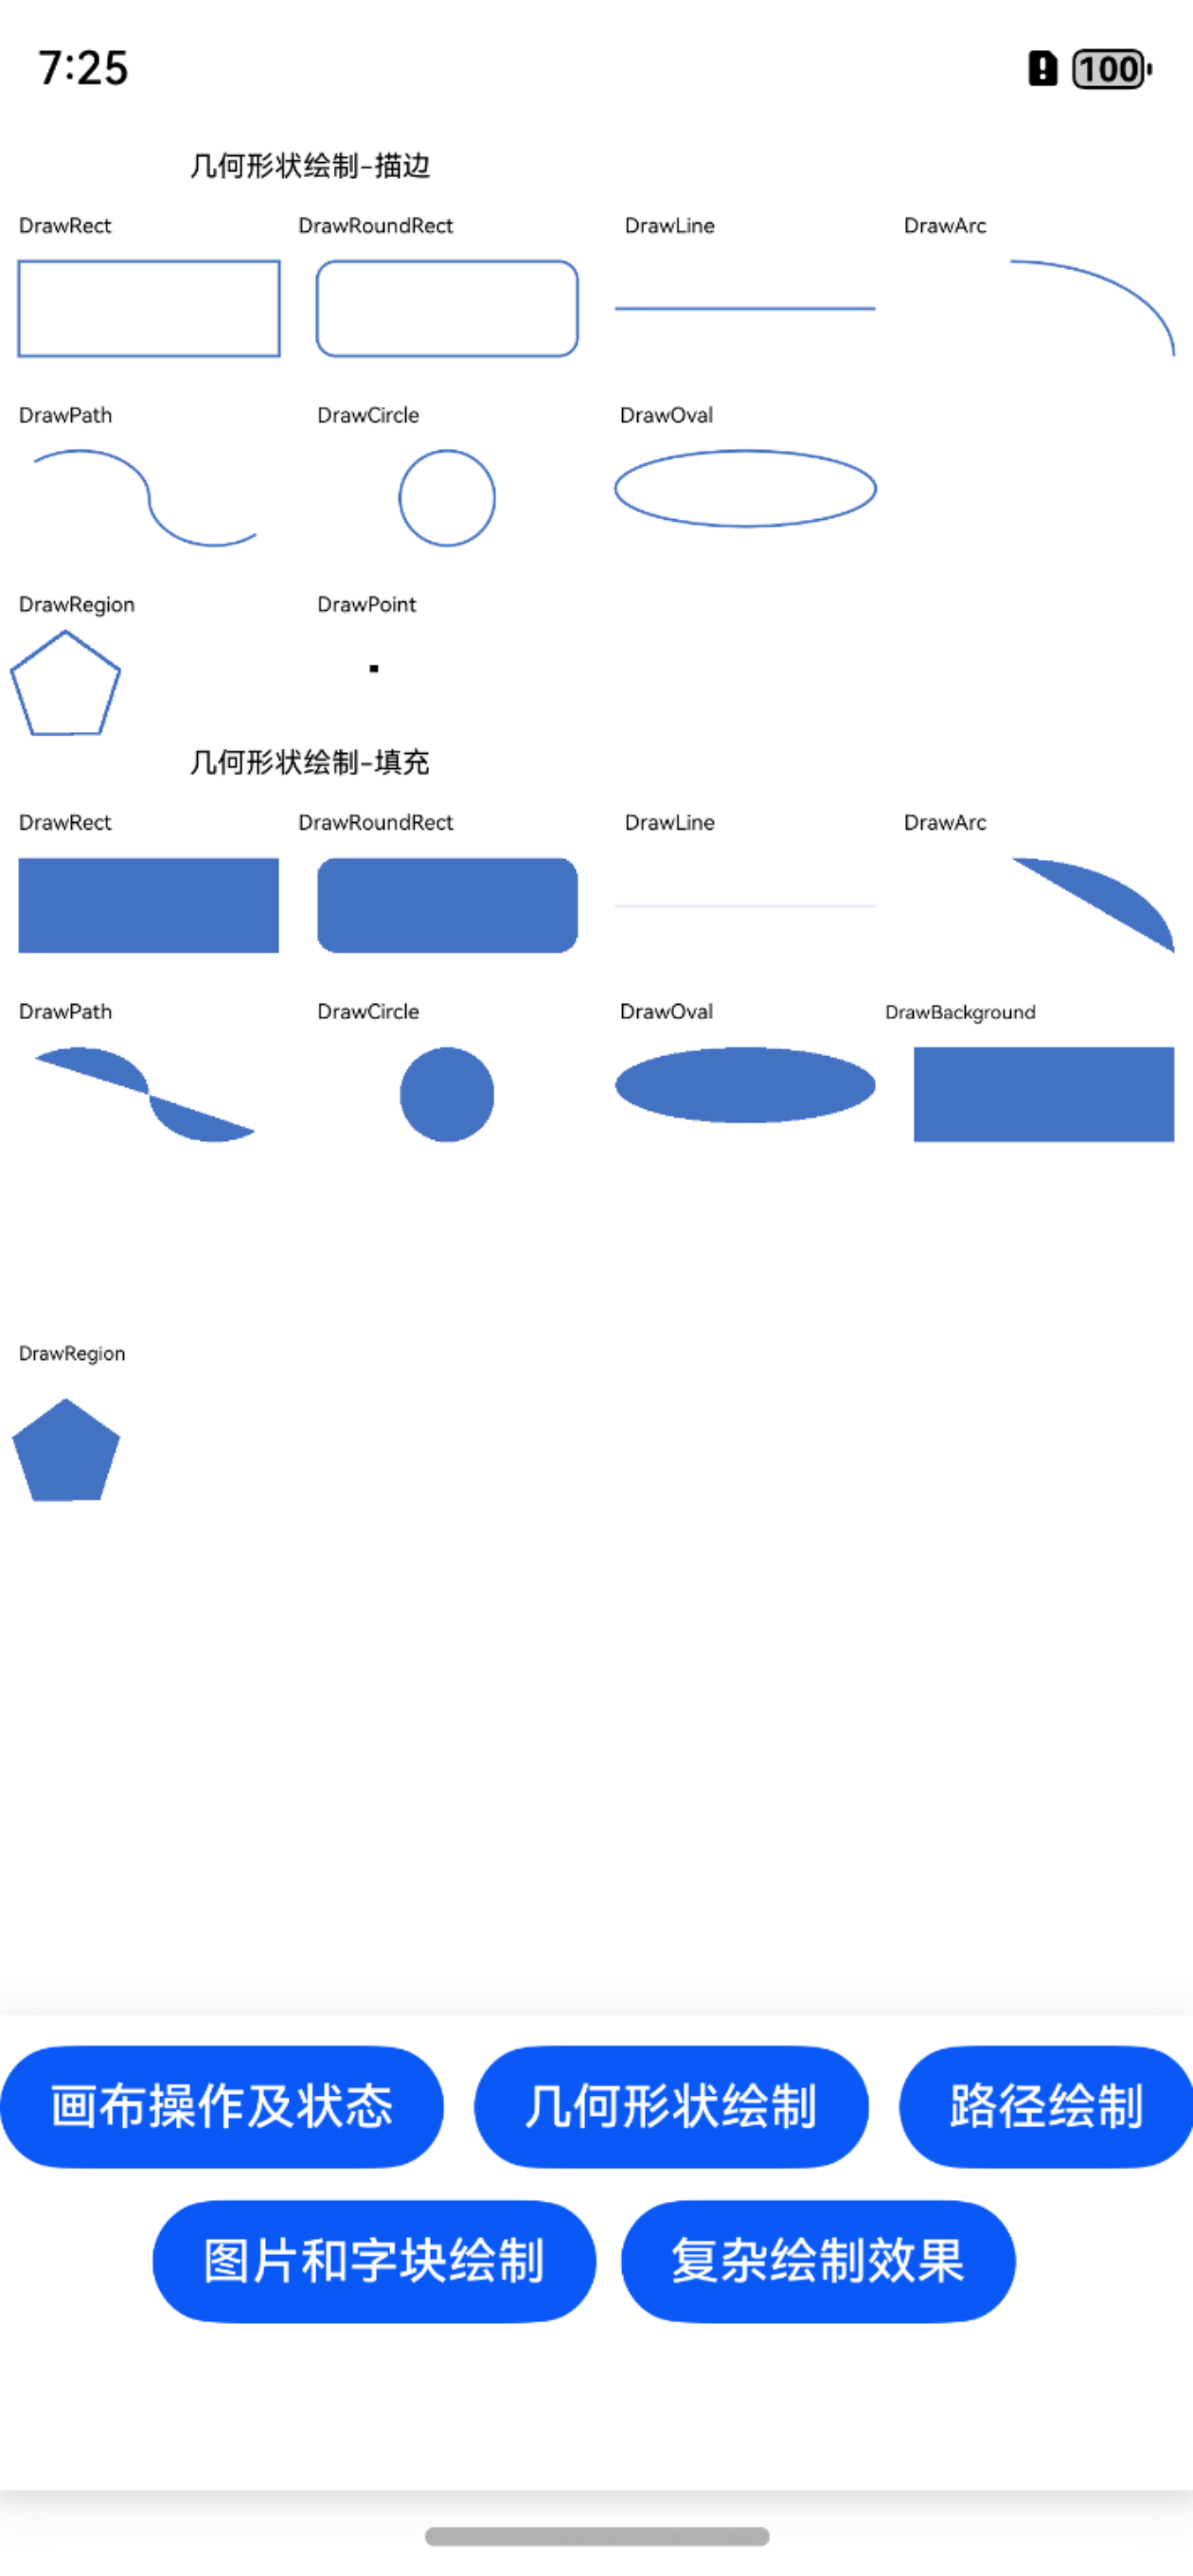 7:25
100
几何形状绘制-描边
DrawRect
DrawRoundRect
DrawLine
DrawArc
DrawPath
DrawCircle
DrawOval
DrawRegion
DrawPoint
几何形状绘制-填充
DrawRect
DrawRoundRect
DrawLine
DrawArc
DrawPath
DrawCircle
DrawOval
DrawBackground
DrawRegion
画布操作及状态
几何形状绘制
路径绘制
图片和字块绘制
复杂绘制效果